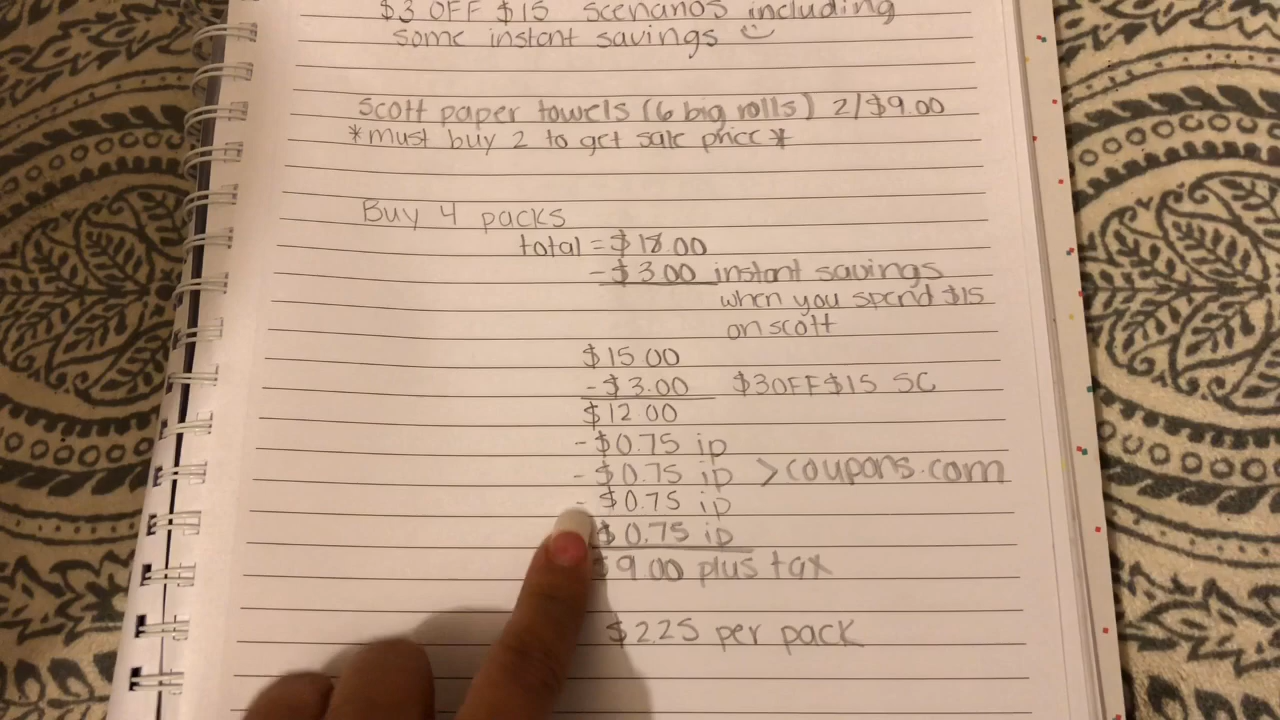 $3 OFF $15 scenarios including
some instant savings
scott paper towels (6 big rolls) 2/$9.00
*must buy 2 to get sale price*
Buy 4 packs
total = $18.00
- $3.00 instant savings
when you spend $15
on scott
$15.00
- $3.00 $3OFF$15 SC
$12.00
- $0.75 ip
- $0.75 ip > coupons.com
- $0.75 ip
$0.75 ip
$9.00 plus tax
$2.25 per pack